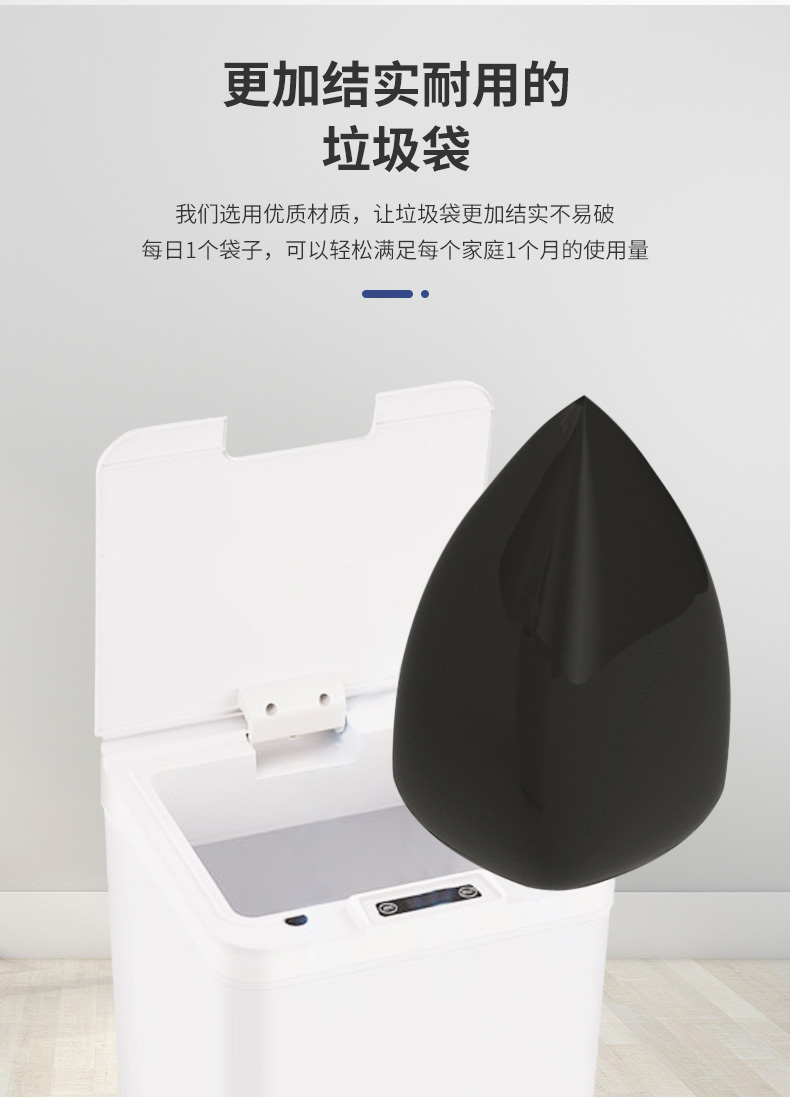 更加结实耐用的
垃圾袋
我们选用优质材质，让垃圾袋更加结实不易破
每日1个袋子，可以轻松满足每个家庭1个月的使用量